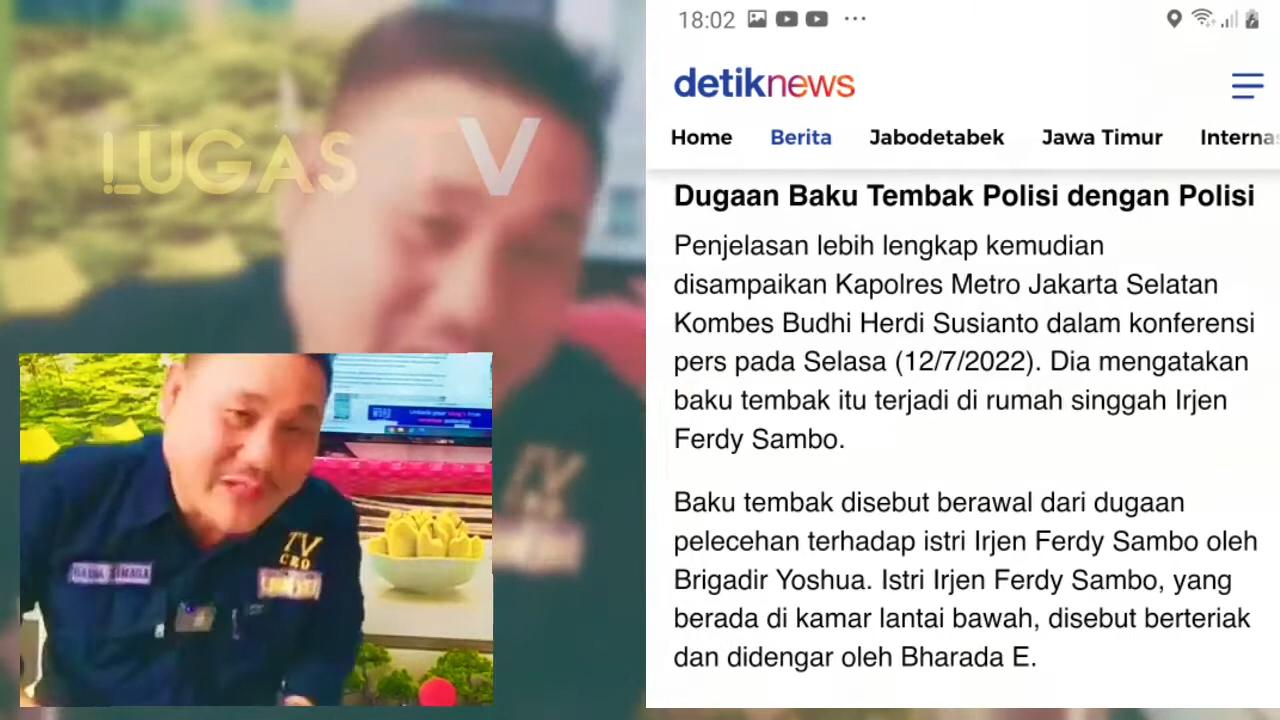 LUGAS TV
TV
CEO
18:02
detiknews
Home Berita Jabodetabek Jawa Timur Interna
Dugaan Baku Tembak Polisi dengan Polisi
Penjelasan lebih lengkap kemudian
disampaikan Kapolres Metro Jakarta Selatan
Kombes Budhi Herdi Susianto dalam konferensi
pers pada Selasa (12/7/2022). Dia mengatakan
baku tembak itu terjadi di rumah singgah Irjen
Ferdy Sambo.
Baku tembak disebut berawal dari dugaan
pelecehan terhadap istri Irjen Ferdy Sambo oleh
Brigadir Yoshua. Istri Irjen Ferdy Sambo, yang
berada di kamar lantai bawah, disebut berteriak
dan didengar oleh Bharada E.